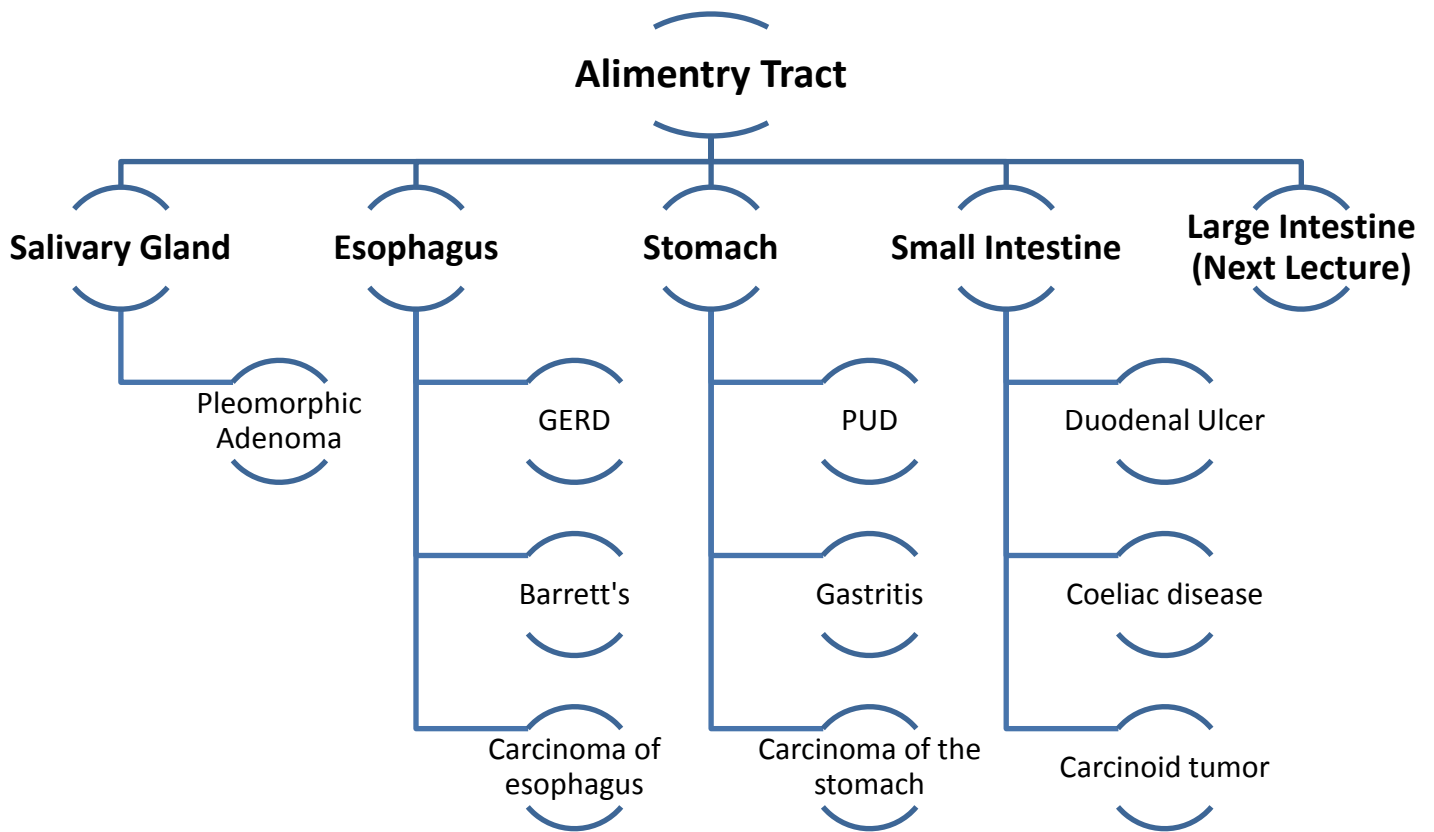 Alimentry Tract
Salivary Gland
Esophagus
Stomach
Small Intestine
Large Intestine
(Next Lecture)
Pleomorphic
Adenoma
GERD
PUD
Duodenal Ulcer
Barrett's
Gastritis
Coeliac disease
Carcinoma of
esophagus
Carcinoma of the
stomach
Carcinoid tumor